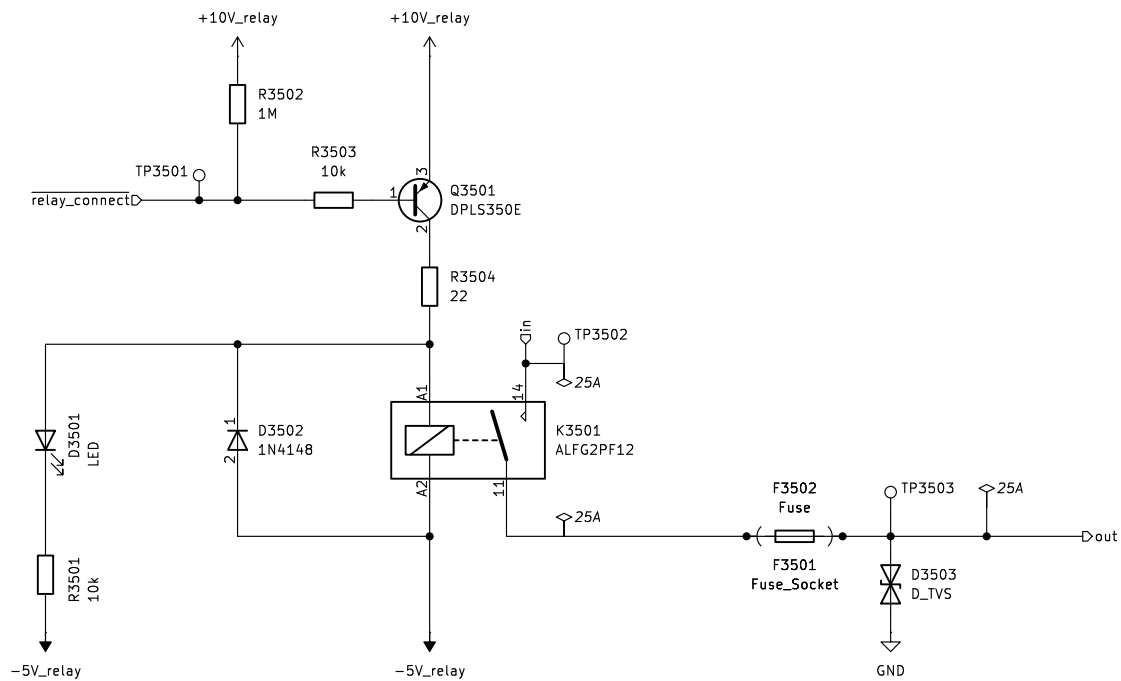 +10V_relay
+10V_relay
R3502
1M
R3503
10k
TP3501
relay_connect
1
3
2
Q3501
DPLS350E
R3504
22
in
TP3502
25A
A1
14
D3501
LED
1
2
D3502
1N4148
K3501
ALFG2PF12
A2
11
25A
F3502
Fuse
TP3503
25A
out
F3501
Fuse_Socket
D3503
D_TVS
R3501
10k
-5V_relay
-5V_relay
GND